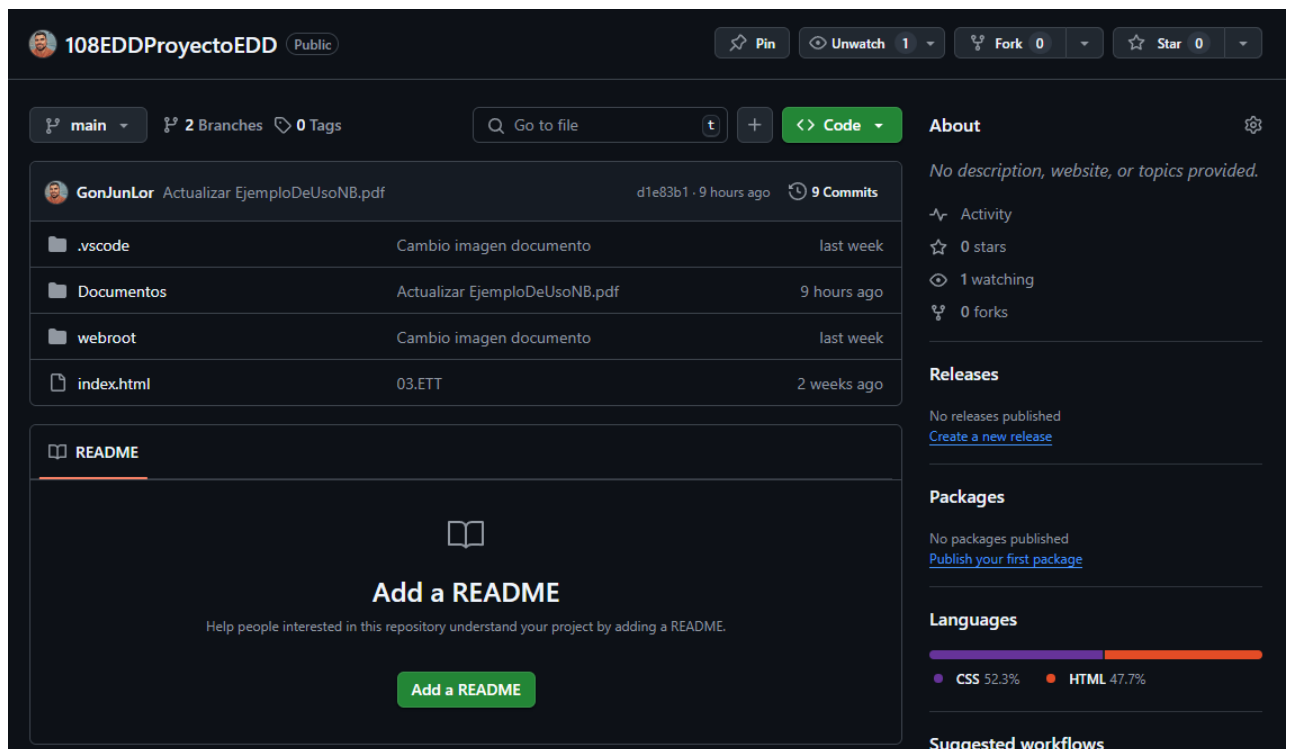 108EDDProyectoEDD Public Pin Unwatch 1 Fork 0 Star 0
main 2 Branches 0 Tags Go to file t + Code
GonJunLor Actualizar EjemploDeUsoNB.pdf d1e83b1 · 9 hours ago 9 Commits
.vscode Cambio imagen documento last week
Documentos Actualizar EjemploDeUsoNB.pdf 9 hours ago
webroot Cambio imagen documento last week
index.html 03.ETT 2 weeks ago
README
Add a README
Help people interested in this repository understand your project by adding a README.
Add a README
About
No description, website, or topics provided.
Activity
0 stars
1 watching
0 forks
Releases
No releases published
Create a new release
Packages
No packages published
Publish your first package
Languages
CSS 52.3% HTML 47.7%
Suggested workflows